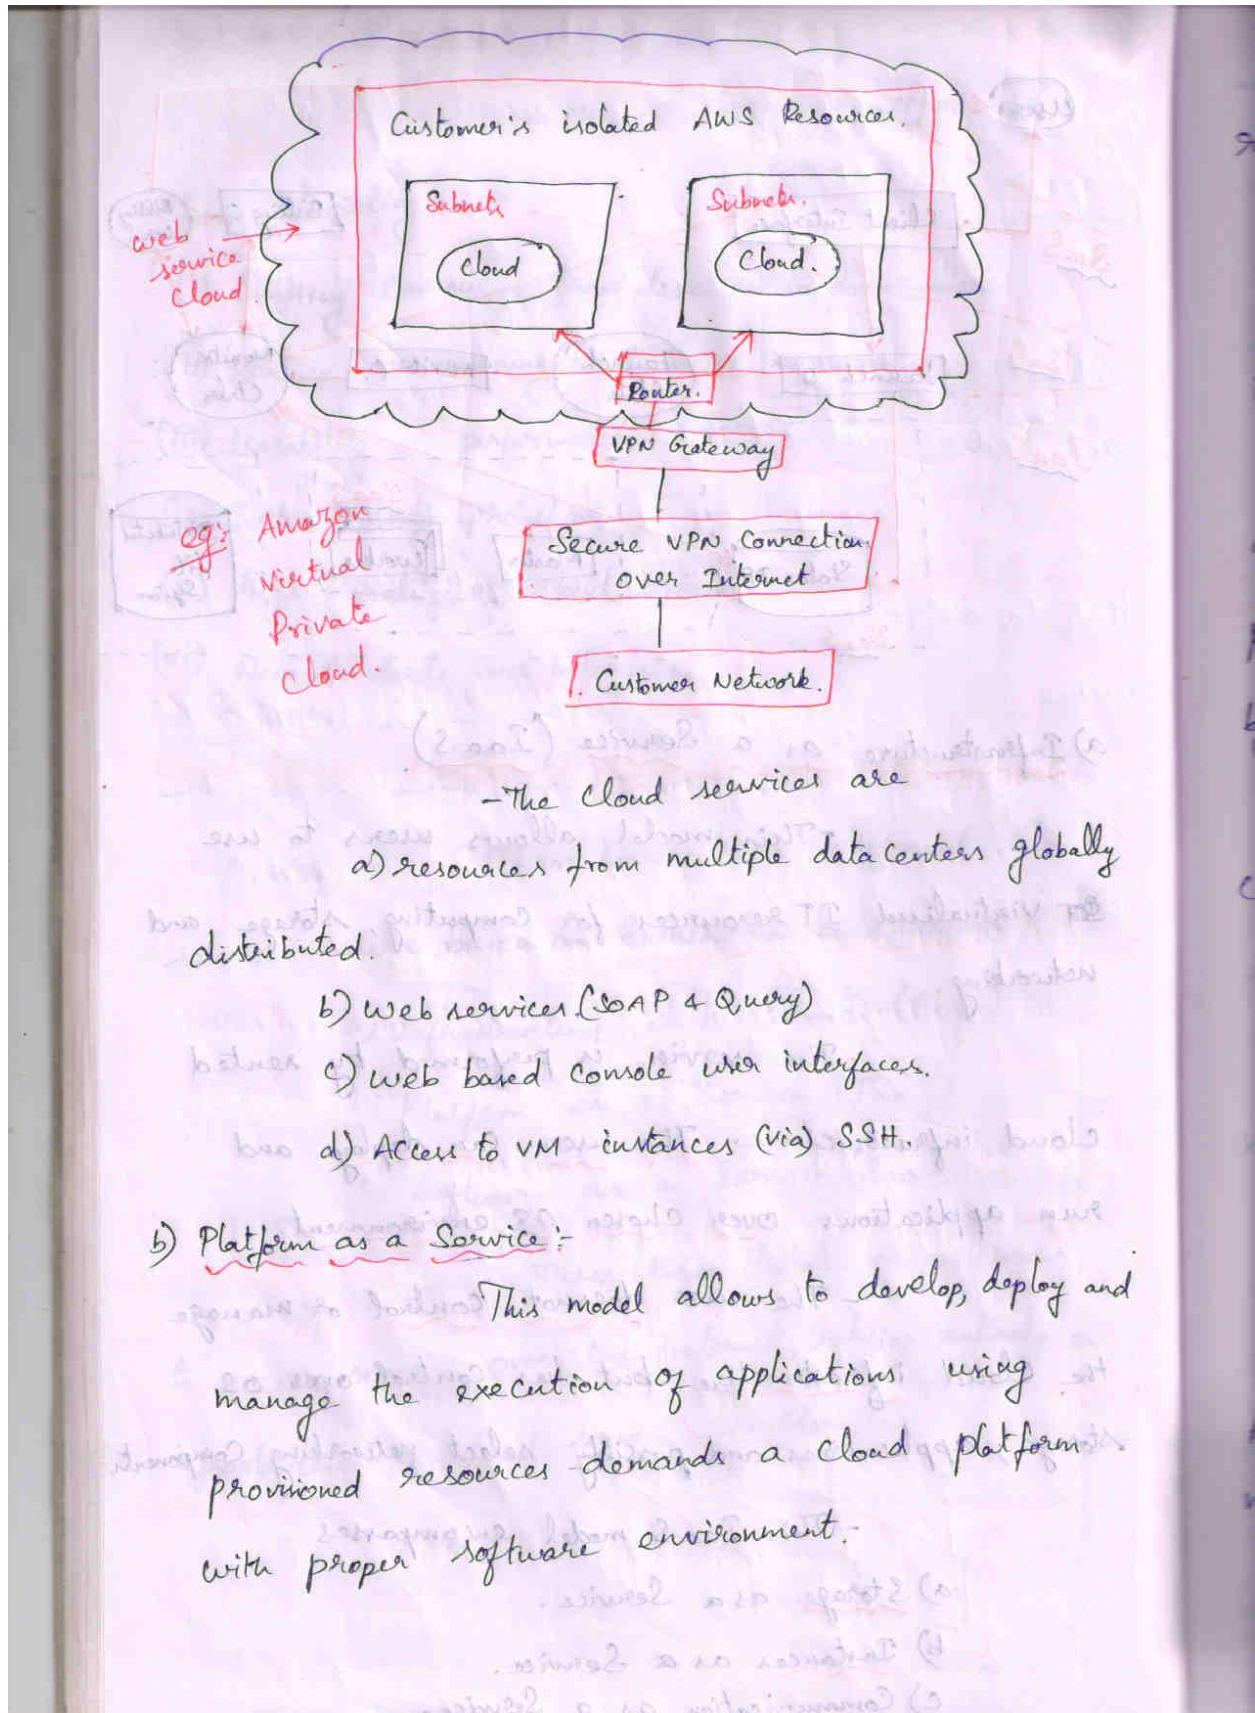 Customer's isolated AWS Resources.
Subnets
Subnets.
Cloud
Cloud.
web
service
cloud.
Router.
VPN Gateway
eg:- Amazon
Virtual
Private
Cloud.
Secure VPN Connection
over Internet
Customer Network.
- The Cloud services are
a) resources from multiple data centers globally
distributed.
b) Web services (SOAP & Query)
c) web based console user interfaces.
d) Access to VM instances (via) SSH.
b) Platform as a Service:-
This model allows to develop, deploy and
manage the execution of applications using
provisioned resources demands a cloud platform
with proper software environment.